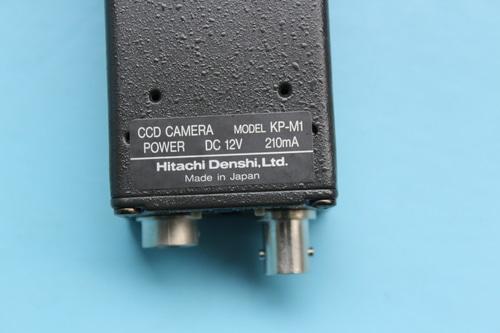 CCD CAMERA MODEL KP-M1
POWER DC 12V 210mA
Hitachi Denshi,Ltd.
Made in Japan